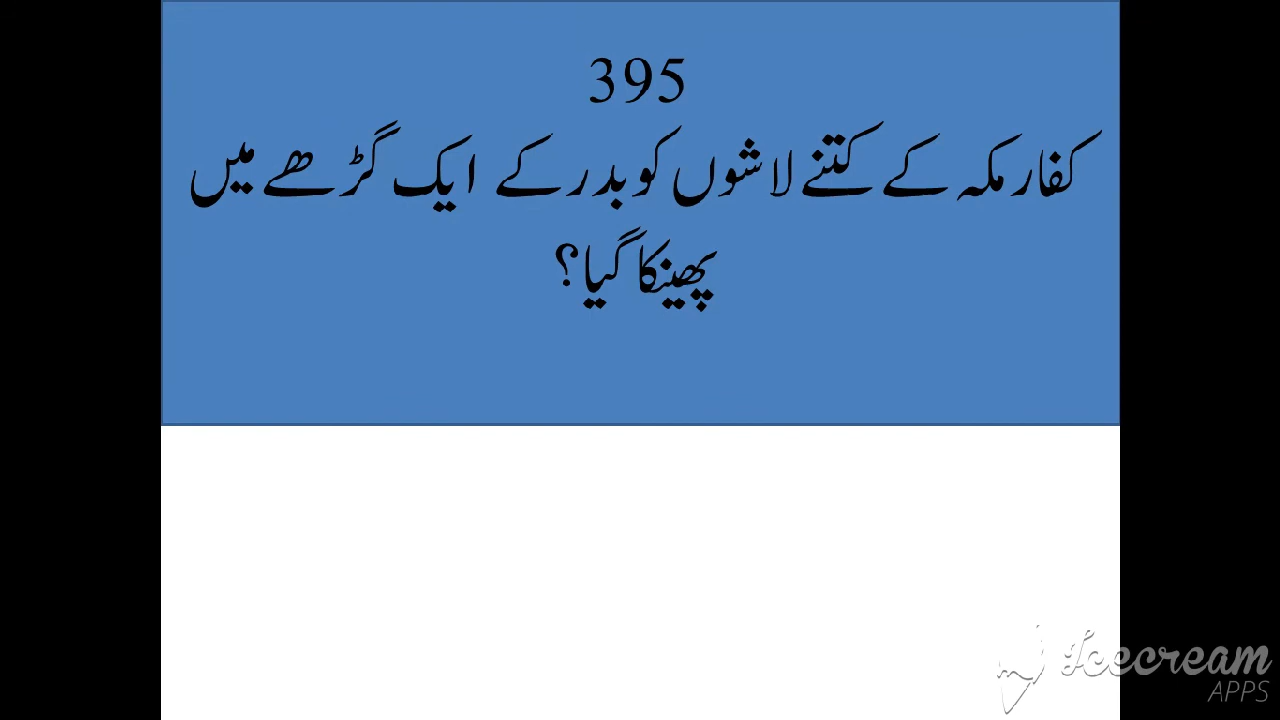 395
کفار مکہ کے کتنے لاشوں کو بدر کے ایک گڑھے میں
پھینکا گیا؟
Icecream
APPS